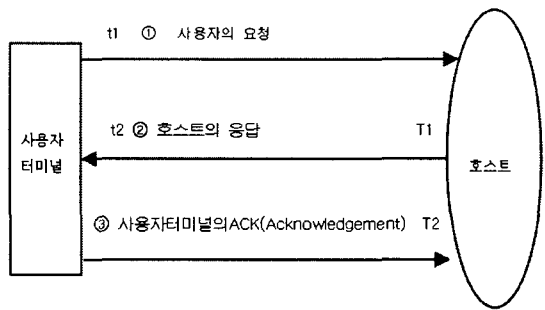 t1 ① 사용자의 요청
t2 ② 호스트의 응답 T1
사용자
터미널
호스트
③ 사용자터미널의ACK(Acknowledgement) T2